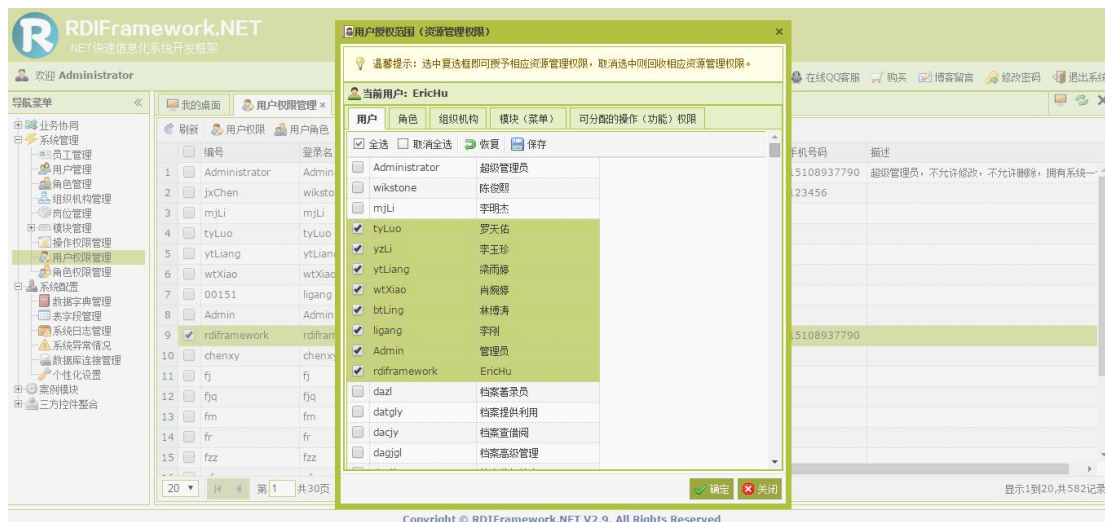 RDIFramework.NET
.NET快速信息化系统开发框架
欢迎 Administrator
在线QQ客服 购买 博客留言 修改密码 退出系统
导航菜单
业务协同
系统管理
员工管理
用户管理
角色管理
组织机构管理
岗位管理
模块管理
操作权限管理
用户权限管理
角色权限管理
系统配置
数据字典管理
表字段管理
系统日志管理
系统异常情况
数据库连接管理
个性化设置
案例模块
三方控件整合
我的桌面 用户权限管理 ×
刷新 用户权限 用户角色
编号 登录名 手机号码 描述
1 Administrator Admin 15108937790 超级管理员，不允许修改，不允许删除，拥有系统一
2 jxChen wiksto 123456
3 mjLi mjLi
4 tyLuo tyLuo
5 ytLiang ytLian
6 wtXiao wtXiao
7 00151 ligang
8 Admin Admin
9 rdiframework rdifram 15108937790
10 chenxy chenxy
11 fj fj
12 fjq fjq
13 fm fm
14 fr fr
15 fzz fzz
20 第 1 共30页
显示1到20,共582记录
用户授权范围（资源管理权限） ×
温馨提示：选中复选框即可授予相应资源管理权限，取消选中则回收相应资源管理权限。
当前用户: EricHu
用户 角色 组织机构 模块（菜单） 可分配的操作（功能）权限
全选 取消全选 恢复 保存
Administrator 超级管理员
wikstone 陈俊熙
mjLi 李明杰
tyLuo 罗天佑
yzLi 李玉珍
ytLiang 梁雨婷
wtXiao 肖婉婷
btLing 林博涛
ligang 李刚
Admin 管理员
rdiframework EricHu
dazl 档案著录员
datgly 档案提供利用
dacjy 档案查借阅
dagjgl 档案高级管理
确定 关闭
Copyright © RDIFramework.NET V2.9. All Rights Reserved